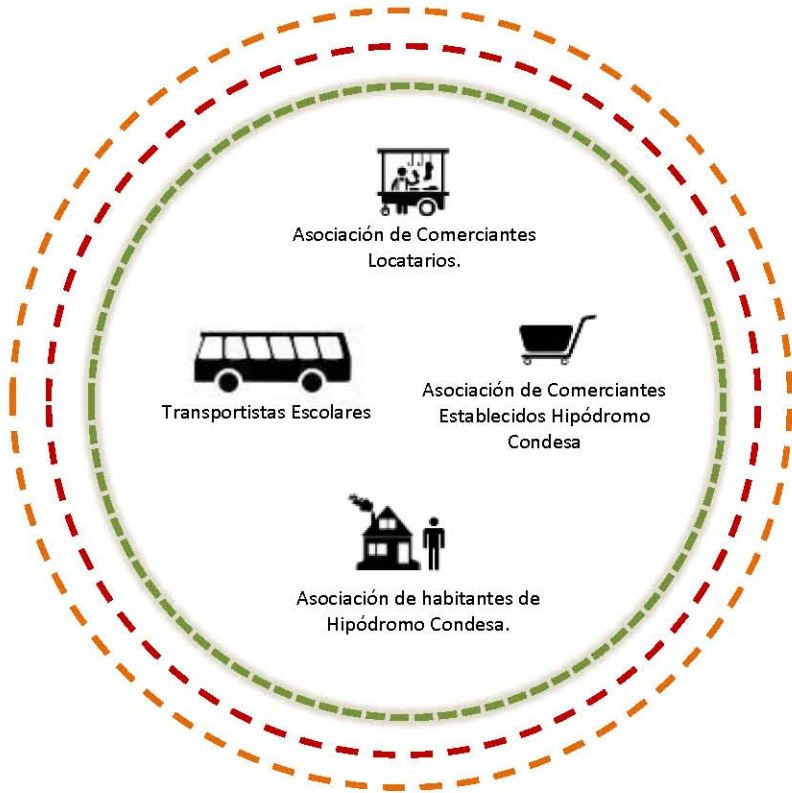 Asociación de Comerciantes
Locatarios.
Transportistas Escolares
Asociación de Comerciantes
Establecidos Hipódromo
Condesa
Asociación de habitantes de
Hipódromo Condesa.